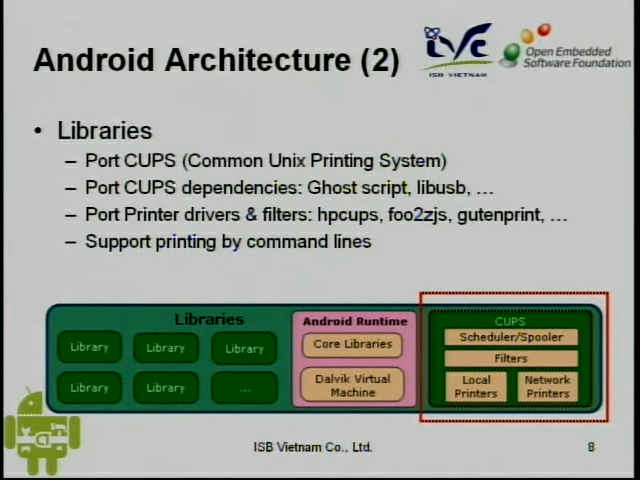 Android Architecture (2)
ISB VIETNAM
Open Embedded
Software Foundation
• Libraries
– Port CUPS (Common Unix Printing System)
– Port CUPS dependencies: Ghost script, libusb, …
– Port Printer drivers & filters: hpcups, foo2zjs, gutenprint, …
– Support printing by command lines
Libraries
Library
Library
Library
Library
Library
...
Android Runtime
Core Libraries
Dalvik Virtual
Machine
CUPS
Scheduler/Spooler
Filters
Local
Printers
Network
Printers
ISB Vietnam Co., Ltd.
8